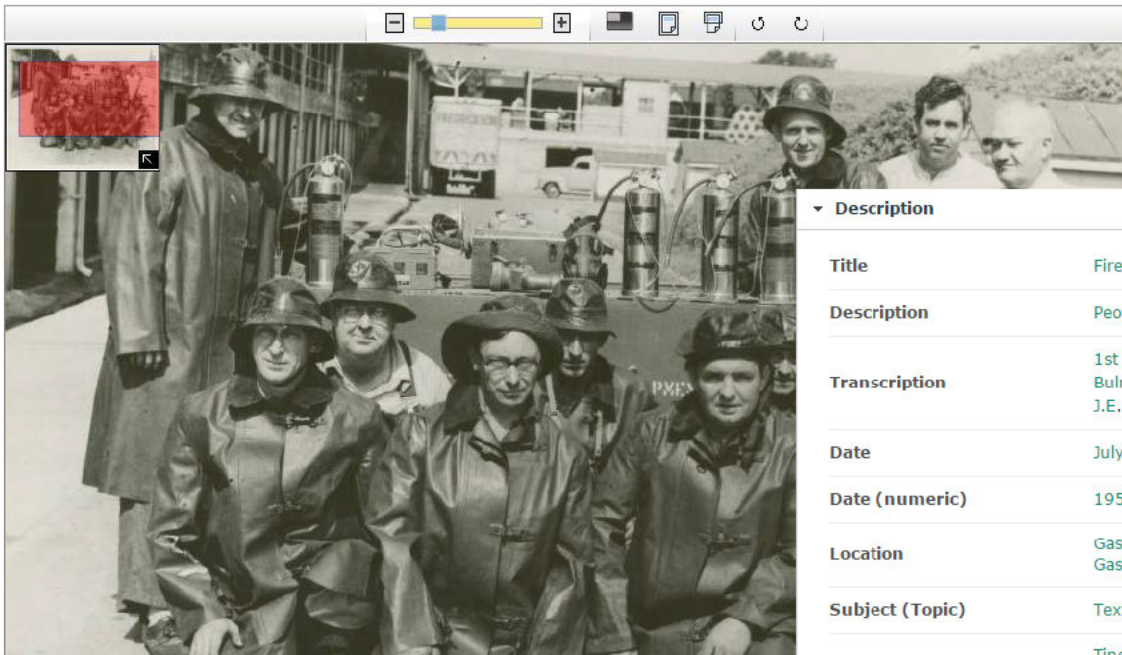 Description
Title
Fire
Description
Peo
Transcription
1st
Bul
J.E.
Date
July
Date (numeric)
195
Location
Gas
Gas
Subject (Topic)
Tex